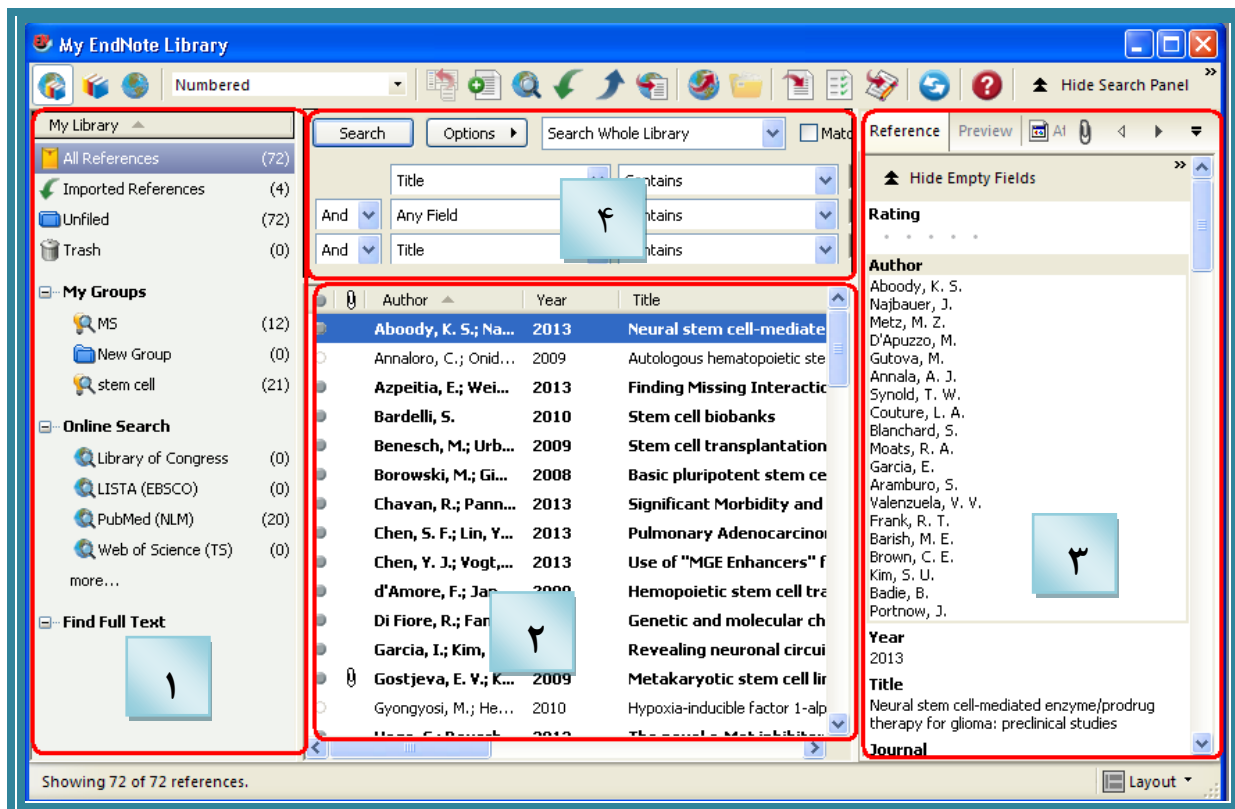 My EndNote Library
Numbered
Hide Search Panel »
My Library
All References (72)
Imported References (4)
Unfiled (72)
Trash (0)
My Groups
MS (12)
New Group (0)
stem cell (21)
Online Search
Library of Congress (0)
LISTA (EBSCO) (0)
PubMed (NLM) (20)
Web of Science (TS) (0)
more...
Find Full Text
۱
Search Options Search Whole Library
Title
And Any Field
And Title
Contains
۴
Author Year Title
Aboody, K. S.; Na... 2013 Neural stem cell-mediate
Annaloro, C.; Onid... 2009 Autologous hematopoietic ste
Azpeitia, E.; Wei... 2013 Finding Missing Interactic
Bardelli, S. 2010 Stem cell biobanks
Benesch, M.; Urb... 2009 Stem cell transplantation
Borowski, M.; Gi... 2008 Basic pluripotent stem ce
Chavan, R.; Pann... 2013 Significant Morbidity and
Chen, S. F.; Lin, Y... 2013 Pulmonary Adenocarcino
Chen, Y. J.; Vogt,... 2013 Use of "MGE Enhancers" f
d'Amore, F.; Hemopoietic stem cell tra
Di Fiore, R.; Genetic and molecular ch
Garcia, I.; Kim, Revealing neuronal circui
Gostjeva, E. V.; K... 2009 Metakaryotic stem cell lir
Gyongyosi, M.; He... 2010 Hypoxia-inducible factor 1-alp
۲
Reference Preview
Hide Empty Fields »
Rating
Author
Aboody, K. S.
Najbauer, J.
Metz, M. Z.
D'Apuzzo, M.
Gutova, M.
Annala, A. J.
Synold, T. W.
Couture, L. A.
Blanchard, S.
Moats, R. A.
Garcia, E.
Aramburo, S.
Valenzuela, V. V.
Frank, R. T.
Barish, M. E.
Brown, C. E.
Kim, S. U.
Badie, B.
Portnow, J.
۳
Year
2013
Title
Neural stem cell-mediated enzyme/prodrug
therapy for glioma: preclinical studies
Journal
Showing 72 of 72 references.
Layout